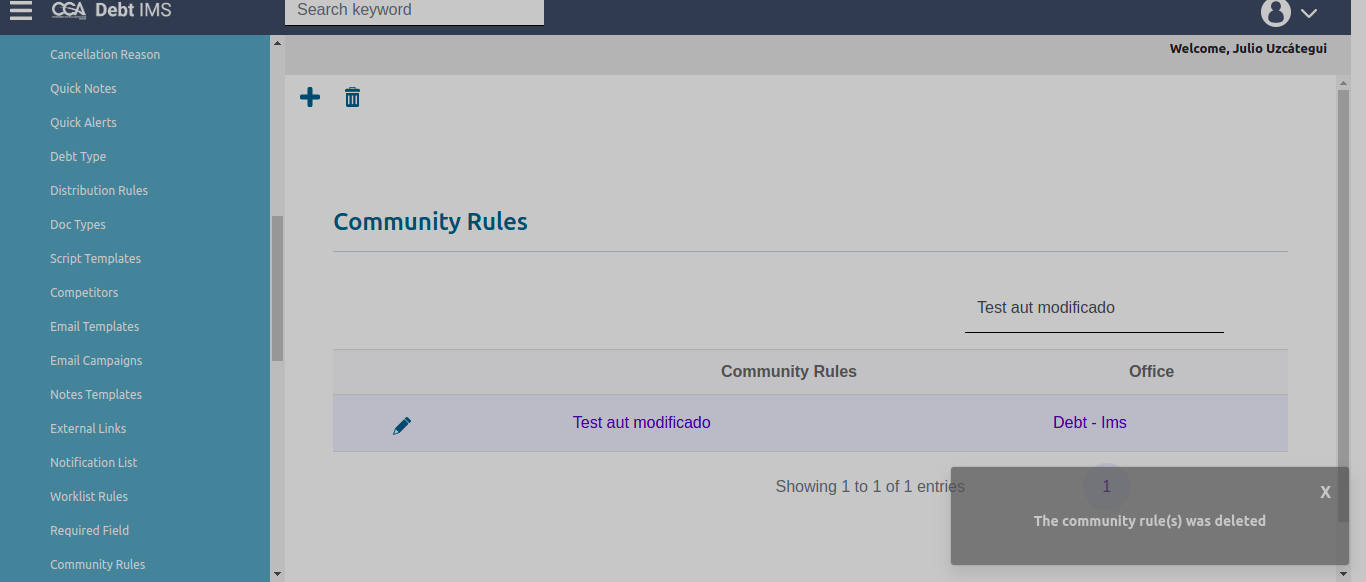 CGA Debt IMS
Search keyword
Welcome, Julio Uzcátegui
Cancellation Reason
Quick Notes
Quick Alerts
Debt Type
Distribution Rules
Doc Types
Script Templates
Competitors
Email Templates
Email Campaigns
Notes Templates
External Links
Notification List
Worklist Rules
Required Field
Community Rules
Community Rules
Test aut modificado
Community Rules Office
Test aut modificado Debt - Ims
Showing 1 to 1 of 1 entries 1
X
The community rule(s) was deleted